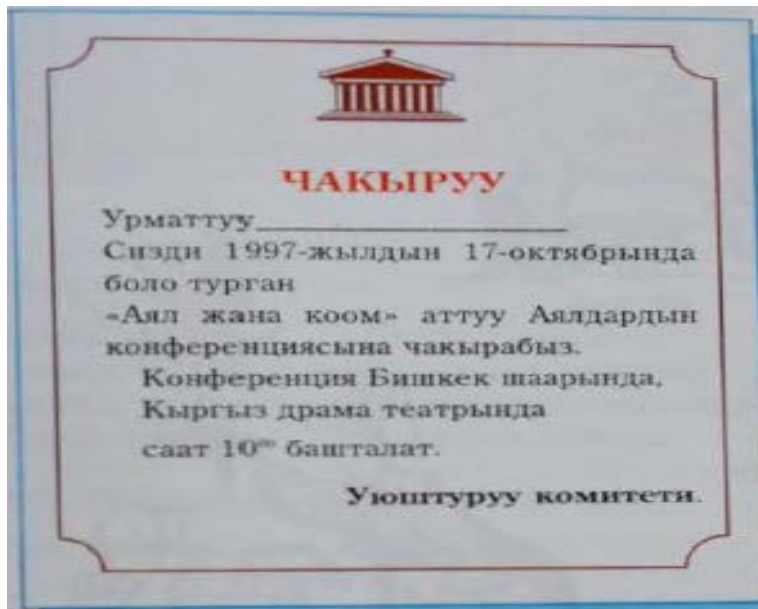 ЧАКЫРУУ
Урматтуу_______________
Сизди 1997-жылдын 17-октябрында
боло турган
«Аял жана коом» аттуу Аялдардын
конференциясына чакырабыз.
Конференция Бишкек шаарында,
Кыргыз драма театрында
саат 10⁰⁰ башталат.
Уюштуруу комитети.